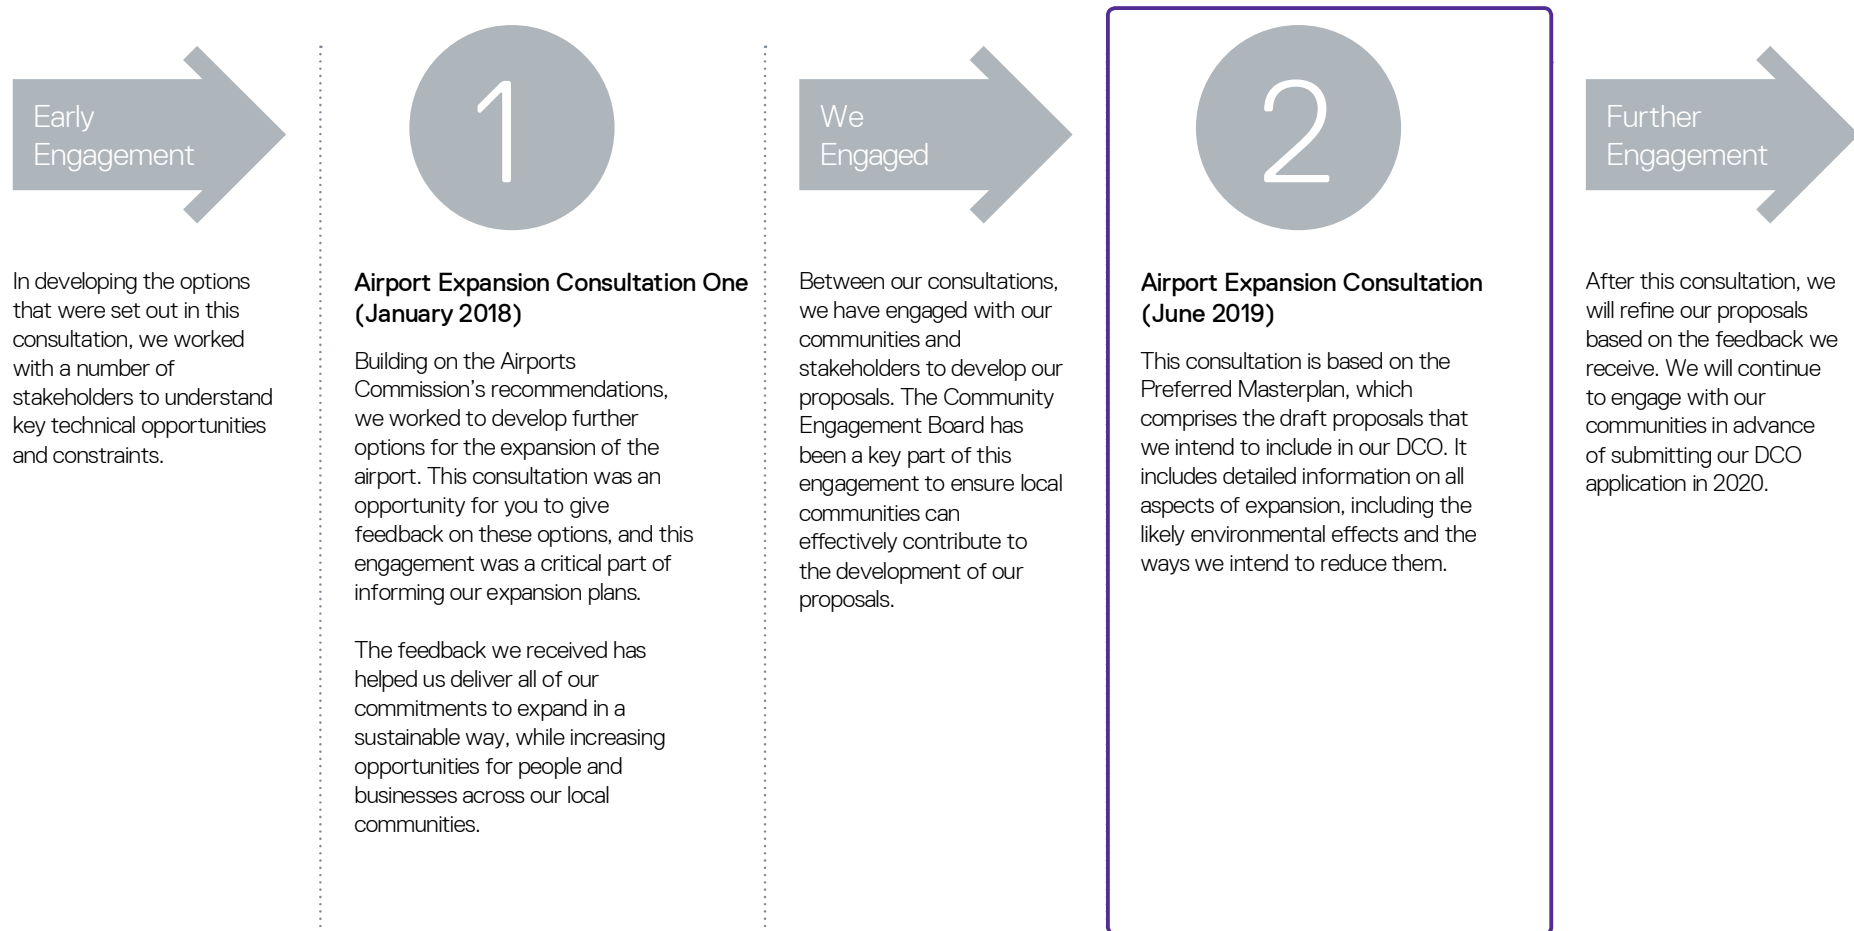 Early
Engagement
In developing the options
that were set out in this
consultation, we worked
with a number of
stakeholders to understand
key technical opportunities
and constraints.
1
Airport Expansion Consultation One
(January 2018)
Building on the Airports
Commission's recommendations,
we worked to develop further
options for the expansion of the
airport. This consultation was an
opportunity for you to give
feedback on these options, and this
engagement was a critical part of
informing our expansion plans.
The feedback we received has
helped us deliver all of our
commitments to expand in a
sustainable way, while increasing
opportunities for people and
businesses across our local
communities.
We
Engaged
Between our consultations,
we have engaged with our
communities and
stakeholders to develop our
proposals. The Community
Engagement Board has
been a key part of this
engagement to ensure local
communities can
effectively contribute to
the development of our
proposals.
2
Airport Expansion Consultation
(June 2019)
This consultation is based on the
Preferred Masterplan, which
comprises the draft proposals that
we intend to include in our DCO. It
includes detailed information on all
aspects of expansion, including the
likely environmental effects and the
ways we intend to reduce them.
Further
Engagement
After this consultation, we
will refine our proposals
based on the feedback we
receive. We will continue
to engage with our
communities in advance
of submitting our DCO
application in 2020.